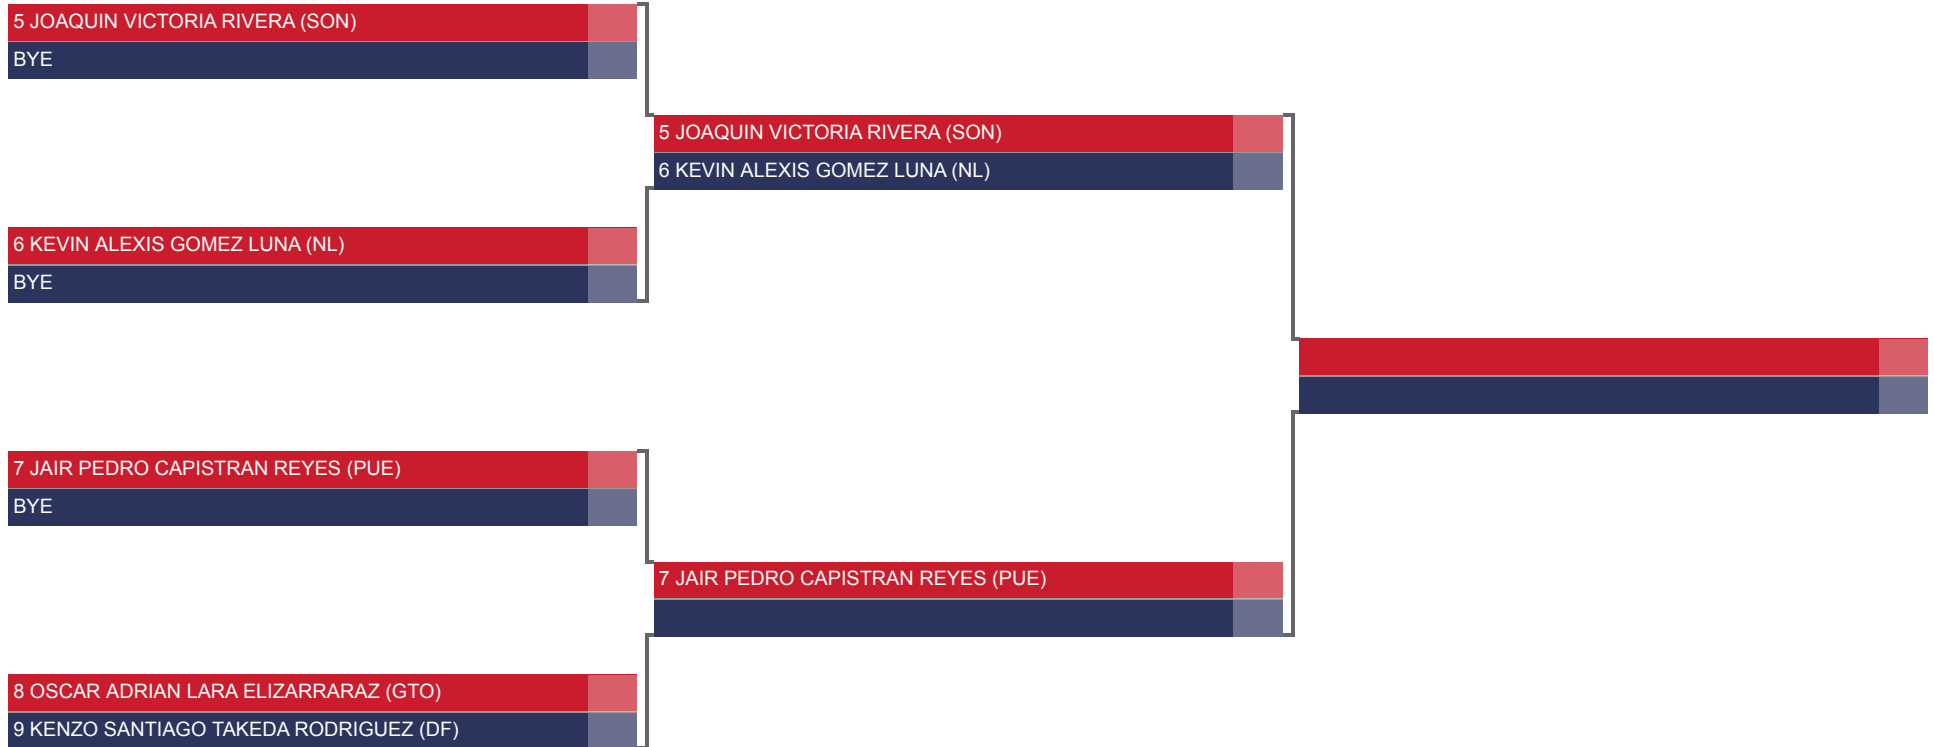 5 JOAQUIN VICTORIA RIVERA (SON)
BYE
5 JOAQUIN VICTORIA RIVERA (SON)
6 KEVIN ALEXIS GOMEZ LUNA (NL)
6 KEVIN ALEXIS GOMEZ LUNA (NL)
BYE
7 JAIR PEDRO CAPISTRAN REYES (PUE)
BYE
7 JAIR PEDRO CAPISTRAN REYES (PUE)
8 OSCAR ADRIAN LARA ELIZARRARAZ (GTO)
9 KENZO SANTIAGO TAKEDA RODRIGUEZ (DF)